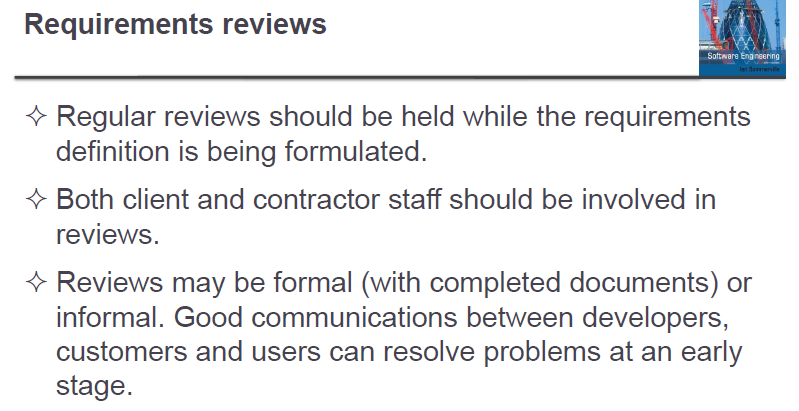 Requirements reviews
Software Engineering
Ian Sommerville
✧ Regular reviews should be held while the requirements
definition is being formulated.
✧ Both client and contractor staff should be involved in
reviews.
✧ Reviews may be formal (with completed documents) or
informal. Good communications between developers,
customers and users can resolve problems at an early
stage.